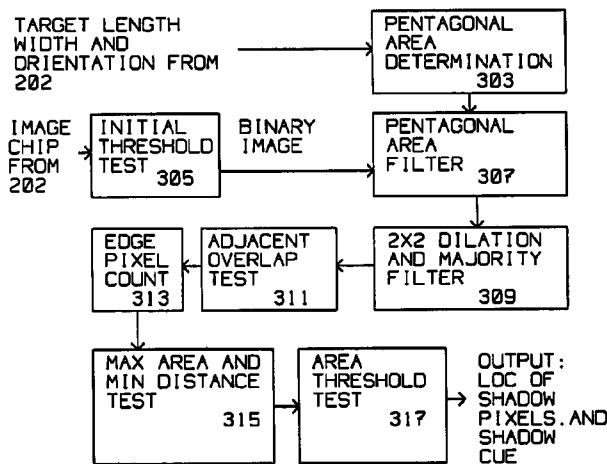 TARGET LENGTH
WIDTH AND
ORIENTATION FROM
202
PENTAGONAL
AREA
DETERMINATION
303
IMAGE
CHIP
FROM
202
INITIAL
THRESHOLD
TEST
305
BINARY
IMAGE
PENTAGONAL
AREA
FILTER
307
EDGE
PIXEL
COUNT
313
ADJACENT
OVERLAP
TEST
311
2X2 DILATION
AND MAJORITY
FILTER
309
MAX AREA AND
MIN DISTANCE
TEST
315
AREA
THRESHOLD
TEST
317
OUTPUT:
LOC OF
SHADOW
PIXELS.AND
SHADOW
CUE